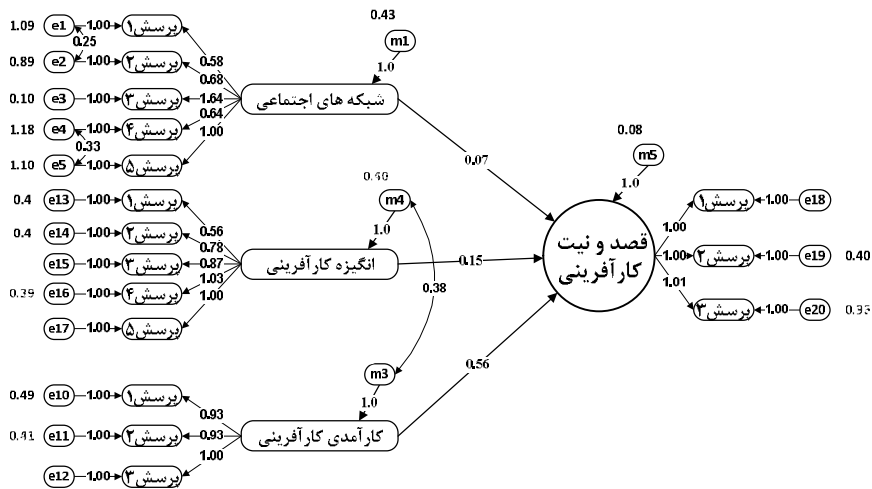 0.43
1.09 e1 1.00 پرسش۱
m1
0.25
0.58
0.89 e2 1.00 پرسش۲
1.0
0.68
0.10 e3 1.00 پرسش۳
1.64
شبکه های اجتماعی
1.18 e4 1.00 پرسش۴
0.64
0.33
1.00
1.10 e5 1.00 پرسش۵
0.07
0.08
m5
1.0
0.4 e13 1.00 پرسش۱
m4
1.0
0.56
0.4 e14 1.00 پرسش۲
0.78
e15 1.00 پرسش۳
0.87
انگیزه کارآفرینی
0.15
1.03
e16 1.00 پرسش۴
1.00
e17 1.00 پرسش۵
0.38
قصد و نیت
کارآفرینی
پرسش۱ 1.00 e18
1.00
پرسش۲ 1.00 e19 0.40
1.00
1.01
پرسش۳ 1.00 e20
0.56
m3
1.0
0.49 e10 1.00 پرسش۱
0.93
e11 1.00 پرسش۲
0.93
کارآمدی کارآفرینی
1.00
e12 1.00 پرسش۳